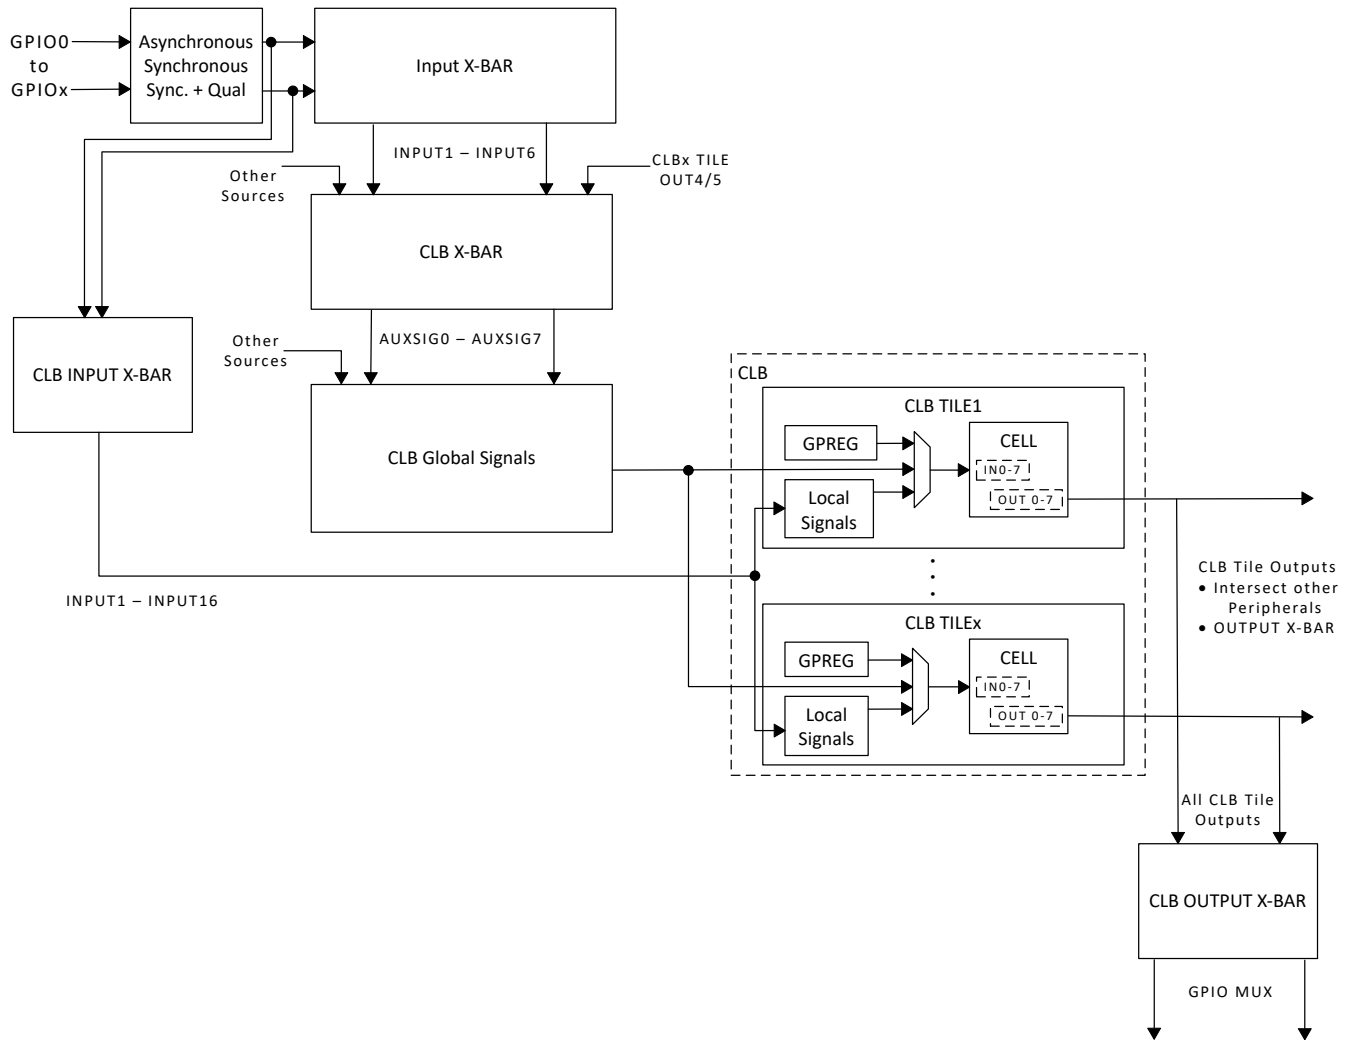 GPIO0
to
GPIOx
Asynchronous
Synchronous
Sync. + Qual
Input X-BAR
INPUT1 – INPUT6
Other
Sources
CLBx TILE
OUT4/5
CLB X-BAR
AUXSIG0 – AUXSIG7
Other
Sources
CLB INPUT X-BAR
CLB Global Signals
INPUT1 – INPUT16
CLB
CLB TILE1
GPREG
Local
Signals
CELL
IN0-7
OUT 0-7
CLB TILEx
GPREG
Local
Signals
CELL
IN0-7
OUT 0-7
CLB Tile Outputs
• Intersect other
Peripherals
• OUTPUT X-BAR
All CLB Tile
Outputs
CLB OUTPUT X-BAR
GPIO MUX